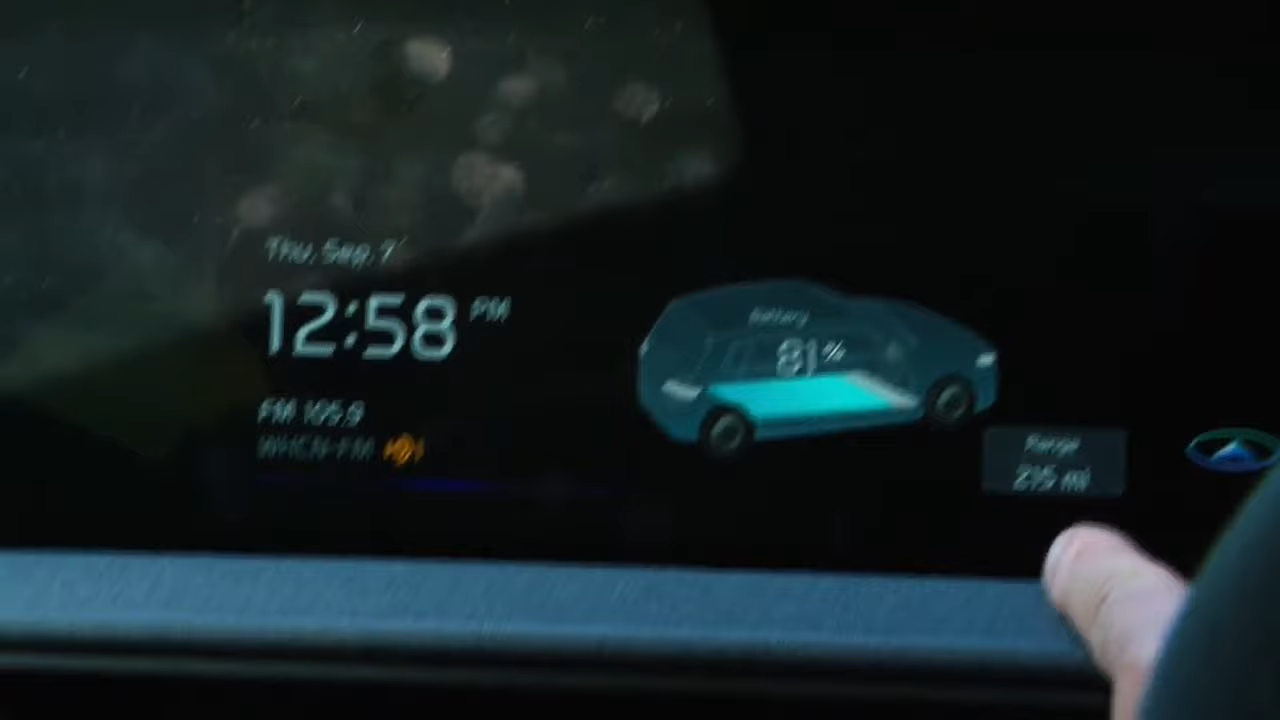 Thu, Sep. 7
12:58 PM
FM 105.9
WHCN-FM
Battery
81%
Range
215 mi